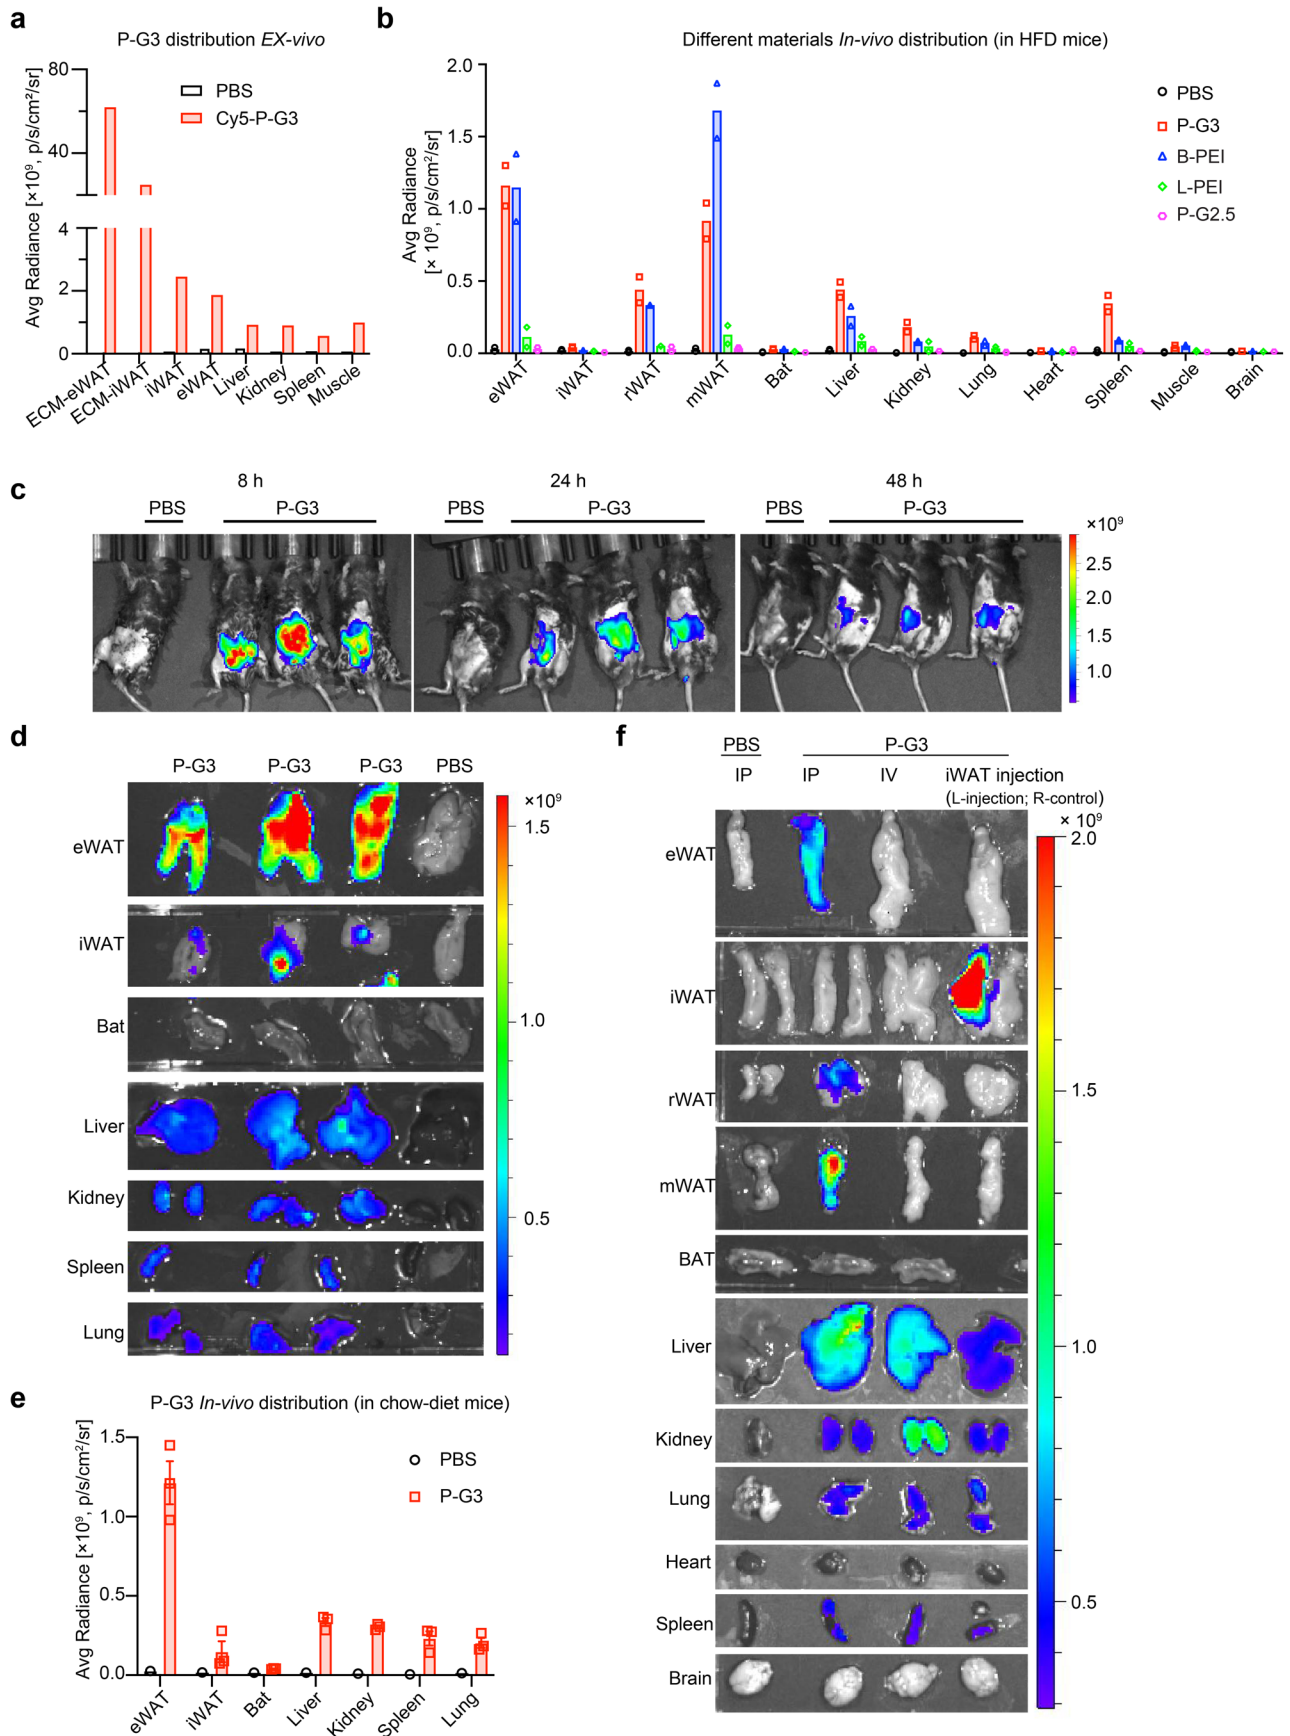 a
P-G3 distribution EX-vivo
Avg Radiance [×10⁹, p/s/cm²/sr]
80
40
4
2
0
PBS
Cy5-P-G3
ECM-eWAT
ECM-iWAT
iWAT
eWAT
Liver
Kidney
Spleen
Muscle
b
Different materials In-vivo distribution (in HFD mice)
Avg Radiance
[× 10⁹, p/s/cm²/sr]
2.0
1.5
1.0
0.5
0.0
PBS
P-G3
B-PEI
L-PEI
P-G2.5
eWAT
iWAT
rWAT
mWAT
Bat
Liver
Kidney
Lung
Heart
Spleen
Muscle
Brain
c
8 h
24 h
48 h
PBS
P-G3
PBS
P-G3
PBS
P-G3
×10⁹
2.5
2.0
1.5
1.0
d
P-G3
P-G3
P-G3
PBS
eWAT
iWAT
Bat
Liver
Kidney
Spleen
Lung
×10⁹
1.5
1.0
0.5
e
P-G3 In-vivo distribution (in chow-diet mice)
Avg Radiance [×10⁹, p/s/cm²/sr]
1.5
1.0
0.5
0.0
PBS
P-G3
eWAT
iWAT
Bat
Liver
Kidney
Spleen
Lung
f
PBS
P-G3
IP
IP
IV
iWAT injection
(L-injection; R-control)
eWAT
iWAT
rWAT
mWAT
BAT
Liver
Kidney
Lung
Heart
Spleen
Brain
× 10⁹
2.0
1.5
1.0
0.5